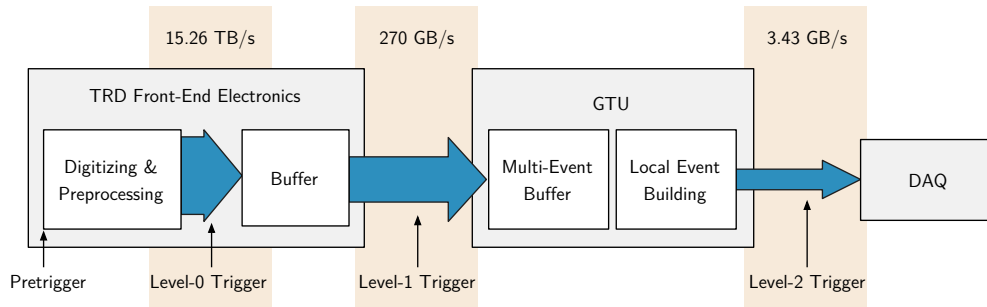 15.26 TB/s
270 GB/s
3.43 GB/s
TRD Front-End Electronics
GTU
Digitizing &
Preprocessing
Buffer
Multi-Event
Buffer
Local Event
Building
DAQ
Pretrigger
Level-0 Trigger
Level-1 Trigger
Level-2 Trigger